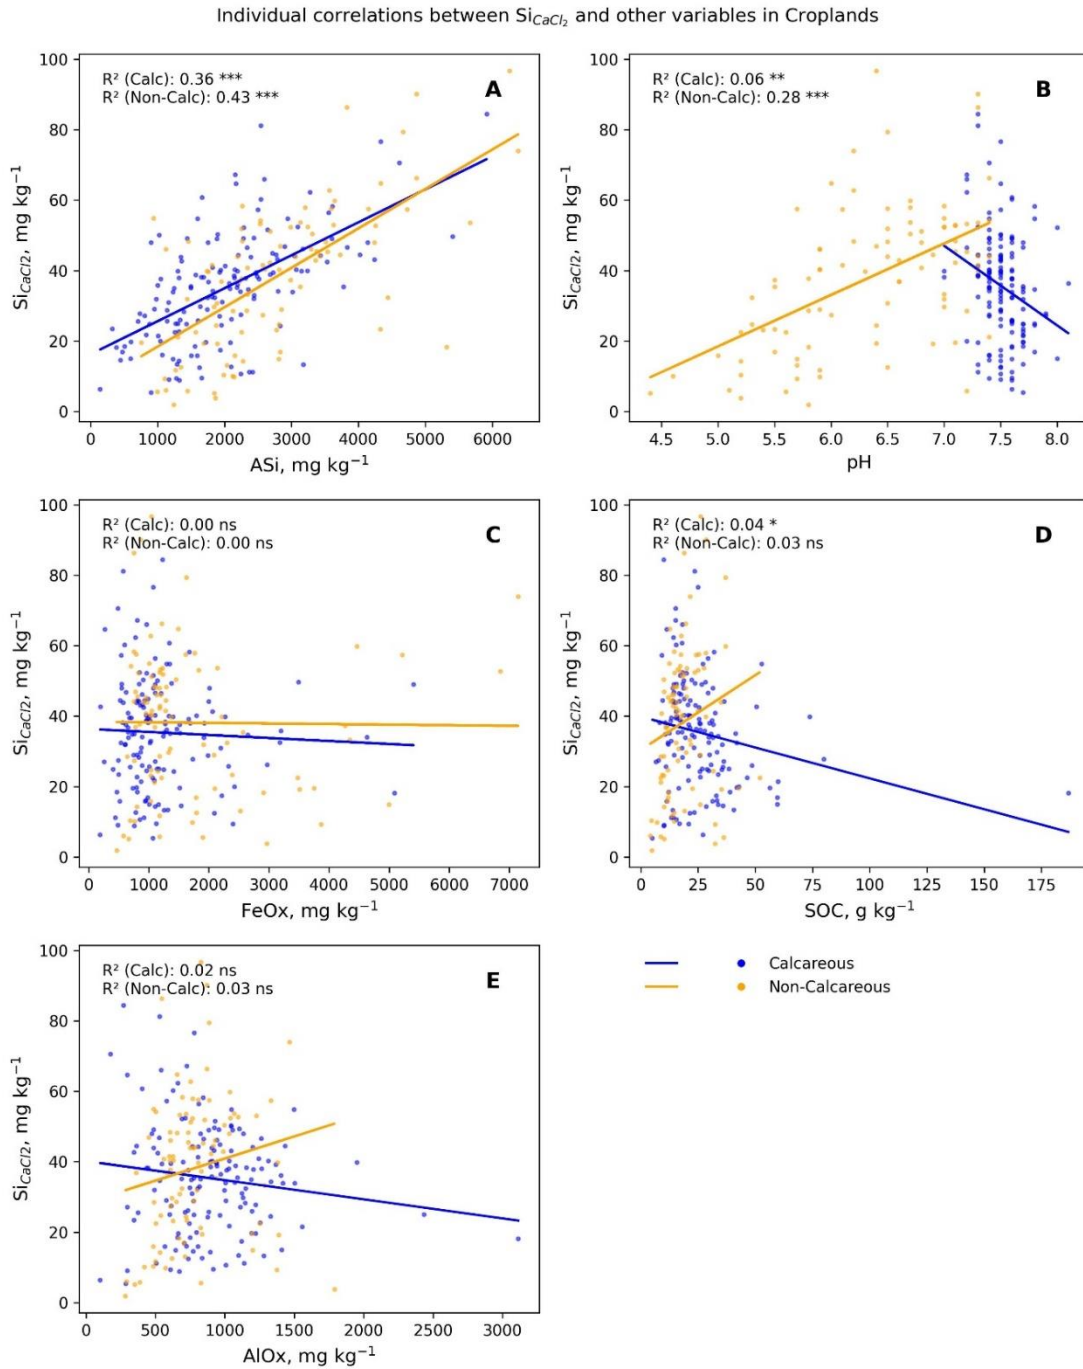 Individual correlations between Si_CaCl₂ and other variables in Croplands
R² (Calc): 0.36 ***
R² (Non-Calc): 0.43 ***
A
100
80
60
40
20
0
Si_CaCl2, mg kg⁻¹
0 1000 2000 3000 4000 5000 6000
ASi, mg kg⁻¹
R² (Calc): 0.06 **
R² (Non-Calc): 0.28 ***
B
100
80
60
40
20
0
Si_CaCl2, mg kg⁻¹
4.5 5.0 5.5 6.0 6.5 7.0 7.5 8.0
pH
R² (Calc): 0.00 ns
R² (Non-Calc): 0.00 ns
C
100
80
60
40
20
0
Si_CaCl2, mg kg⁻¹
0 1000 2000 3000 4000 5000 6000 7000
FeOx, mg kg⁻¹
R² (Calc): 0.04 *
R² (Non-Calc): 0.03 ns
D
100
80
60
40
20
0
Si_CaCl2, mg kg⁻¹
0 25 50 75 100 125 150 175
SOC, g kg⁻¹
R² (Calc): 0.02 ns
R² (Non-Calc): 0.03 ns
E
100
80
60
40
20
0
Si_CaCl2, mg kg⁻¹
0 500 1000 1500 2000 2500 3000
AlOx, mg kg⁻¹
Calcareous
Non-Calcareous